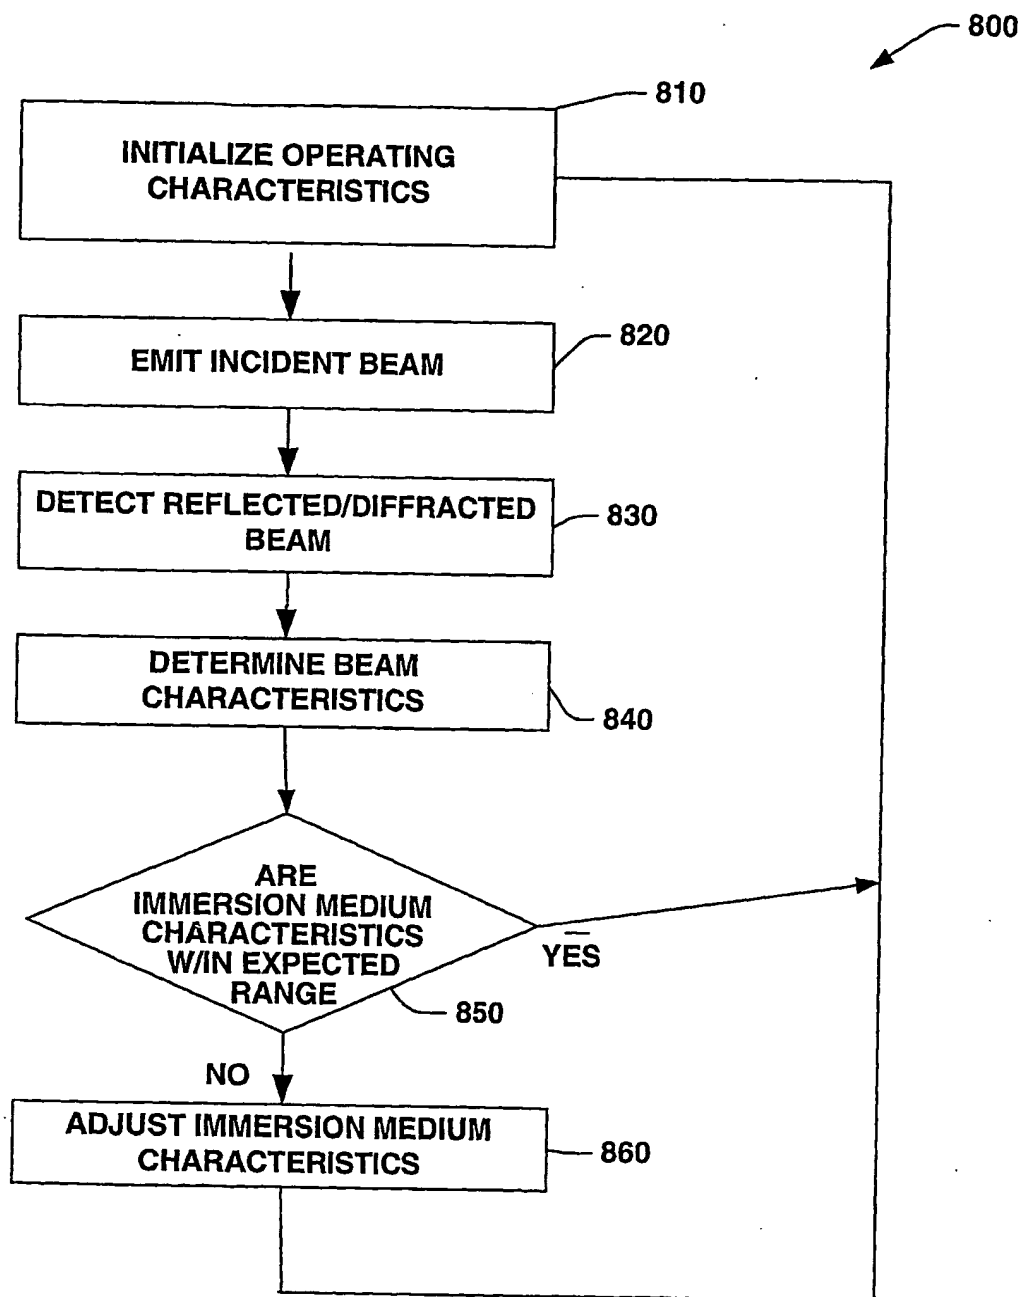 800
810
INITIALIZE OPERATING
CHARACTERISTICS
820
EMIT INCIDENT BEAM
DETECT REFLECTED/DIFFRACTED
BEAM
830
DETERMINE BEAM
CHARACTERISTICS
840
ARE
IMMERSION MEDIUM
CHARACTERISTICS
W/IN EXPECTED
RANGE
YES
850
NO
ADJUST IMMERSION MEDIUM
CHARACTERISTICS
860